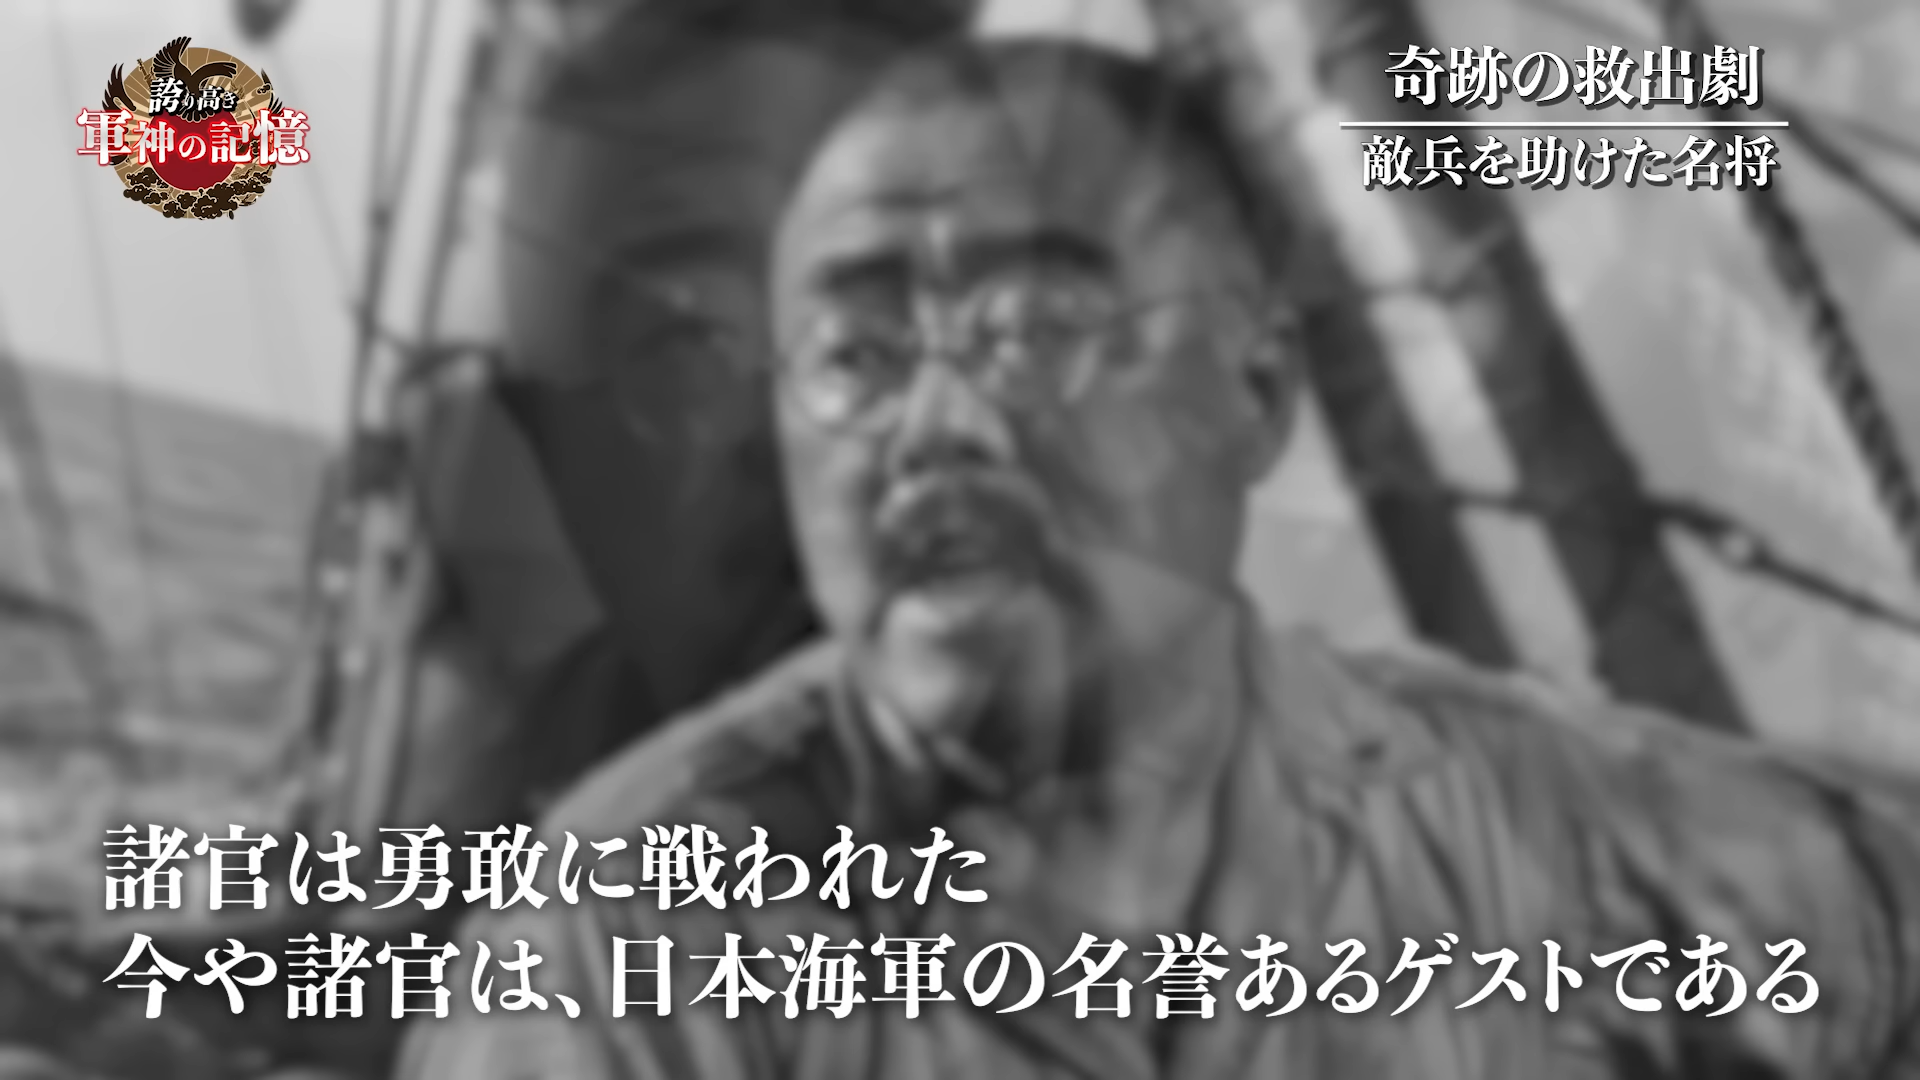 誇り高き
軍神の記憶
奇跡の救出劇
敵兵を助けた名将
諸官は勇敢に戦われた
今や諸官は、日本海軍の名誉あるゲストである